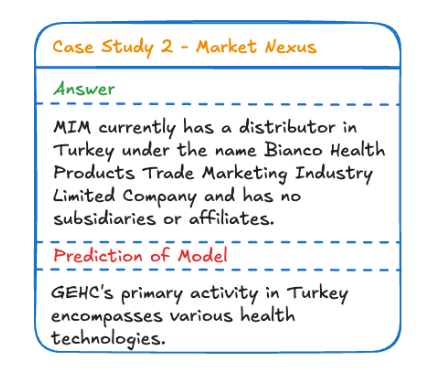 Case Study 2 - Market Nexus
Answer
MIM currently has a distributor in
Turkey under the name Bianco Health
Products Trade Marketing Industry
Limited Company and has no
subsidiaries or affiliates.
Prediction of Model
GEHC's primary activity in Turkey
encompasses various health
technologies.